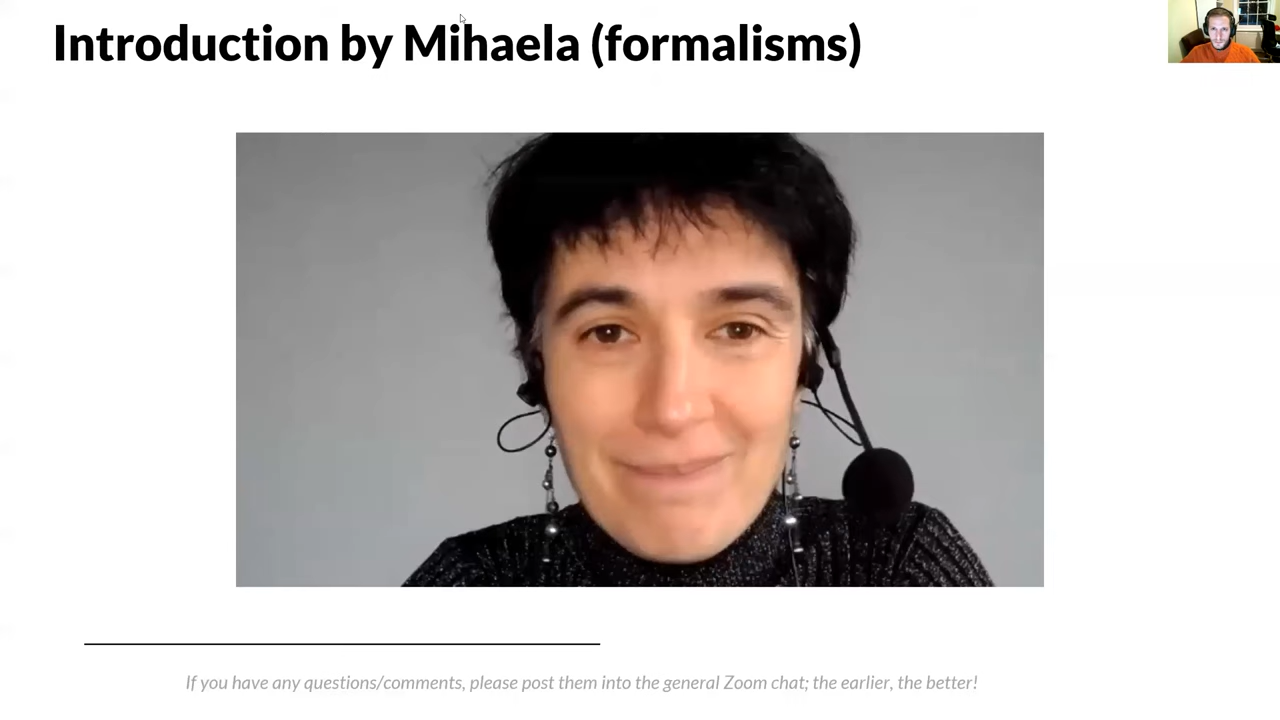 Introduction by Mihaela (formalisms)
If you have any questions/comments, please post them into the general Zoom chat; the earlier, the better!